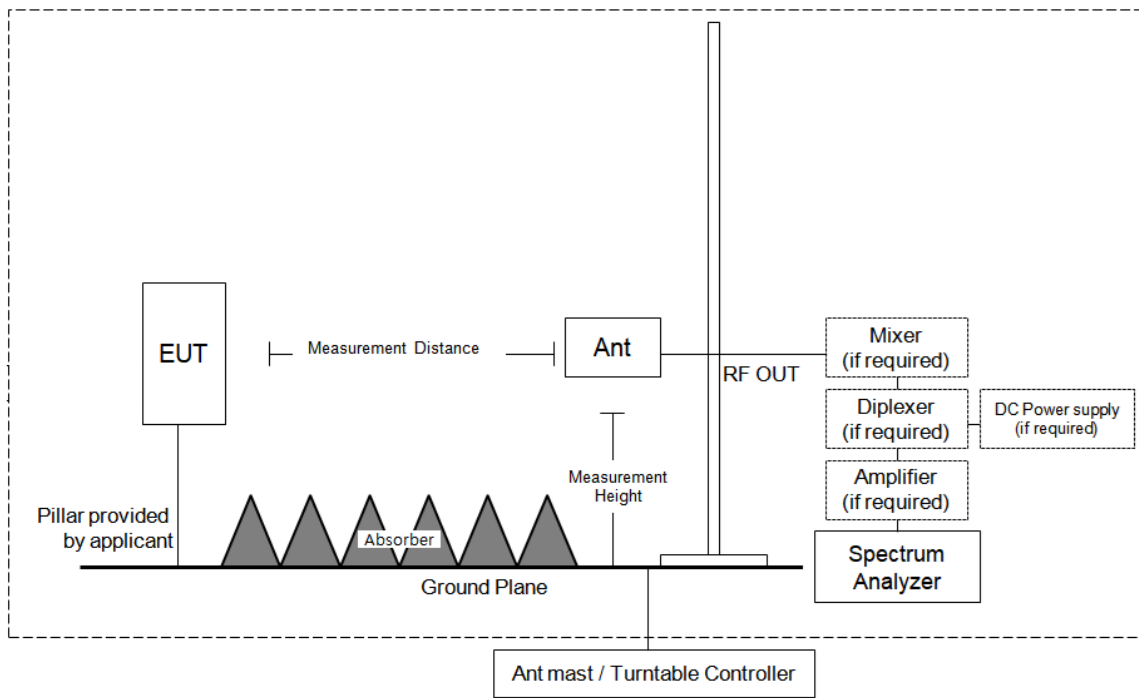 EUT
Measurement Distance
Ant
RF OUT
Mixer
(if required)
Diplexer
(if required)
DC Power supply
(if required)
Amplifier
(if required)
Spectrum
Analyzer
Measurement
Height
Pillar provided
by applicant
Absorber
Ground Plane
Ant mast / Turntable Controller